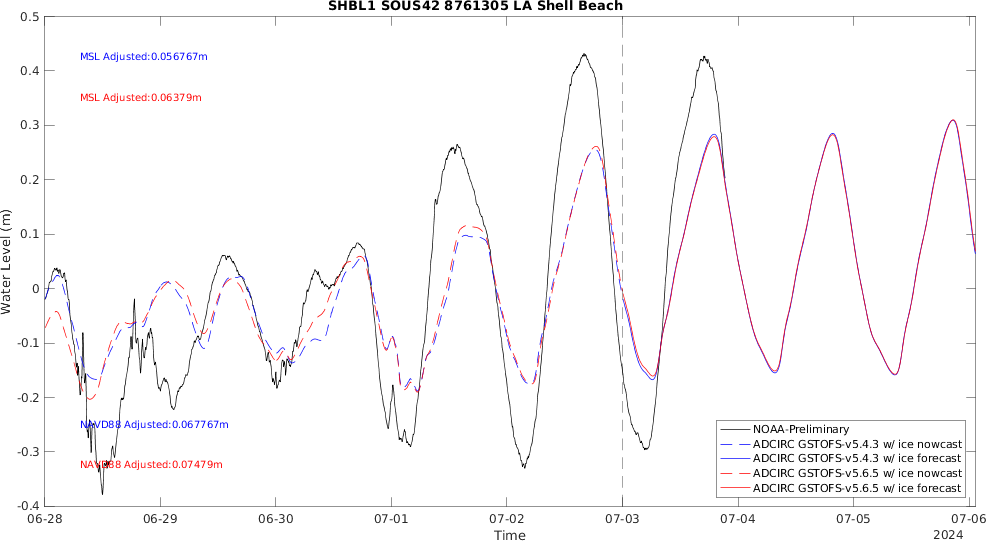 SHBL1 SOUS42 8761305 LA Shell Beach
0.5
0.4
0.3
0.2
0.1
0
-0.1
-0.2
-0.3
-0.4
Water Level (m)
MSL Adjusted:0.056767m
MSL Adjusted:0.06379m
NAVD88 Adjusted:0.067767m
NAVD88 Adjusted:0.07479m
NOAA-Preliminary
ADCIRC GSTOFS-v5.4.3 w/ ice nowcast
ADCIRC GSTOFS-v5.4.3 w/ ice forecast
ADCIRC GSTOFS-v5.6.5 w/ ice nowcast
ADCIRC GSTOFS-v5.6.5 w/ ice forecast
06-28 06-29 06-30 07-01 07-02 07-03 07-04 07-05 07-06
Time
2024